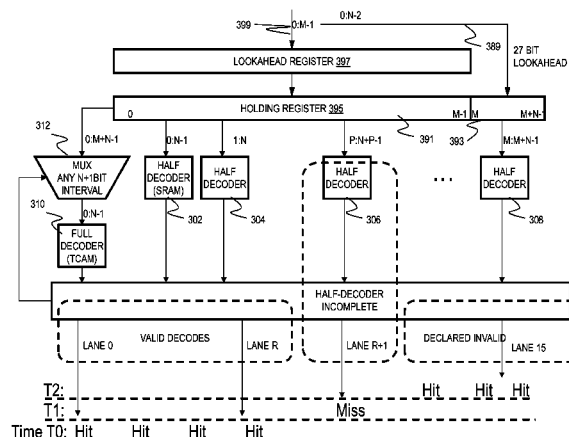 399
0:M-1
0:N-2
389
27 BIT
LOOKAHEAD
LOOKAHEAD REGISTER 397
HOLDING REGISTER 395
0
M-1
M
M+N-1
312
0:M+N-1
0:N-1
1:N
P:N+P-1
391
393
M:M+N-1
MUX
ANY N+1BIT
INTERVAL
HALF
DECODER
(SRAM)
HALF
DECODER
HALF
DECODER
...
HALF
DECODER
310
0:N-1
302
304
306
308
FULL
DECODER
(TCAM)
HALF-DECODER
INCOMPLETE
VALID DECODES
DECLARED INVALID
LANE 0
LANE R
LANE R+1
LANE 15
T2:
Hit
Hit
Hit
T1:
Miss
Time T0: Hit Hit Hit Hit